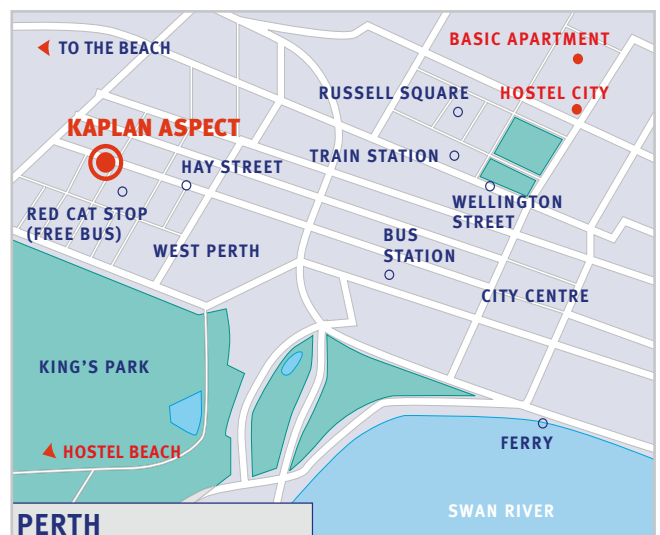 BASIC APARTMENT
TO THE BEACH
RUSSELL SQUARE
HOSTEL CITY
KAPLAN ASPECT
TRAIN STATION
HAY STREET
WELLINGTON
STREET
RED CAT STOP
(FREE BUS)
WEST PERTH
BUS
STATION
CITY CENTRE
KING'S PARK
HOSTEL BEACH
FERRY
SWAN RIVER
PERTH